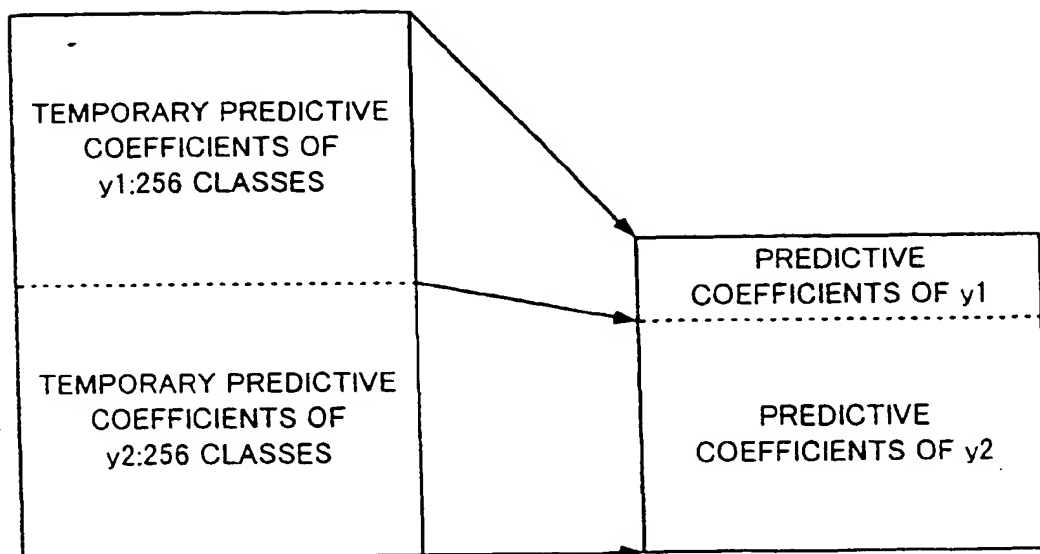 TEMPORARY PREDICTIVE
COEFFICIENTS OF
y1:256 CLASSES
TEMPORARY PREDICTIVE
COEFFICIENTS OF
y2:256 CLASSES
PREDICTIVE
COEFFICIENTS OF y1
PREDICTIVE
COEFFICIENTS OF y2